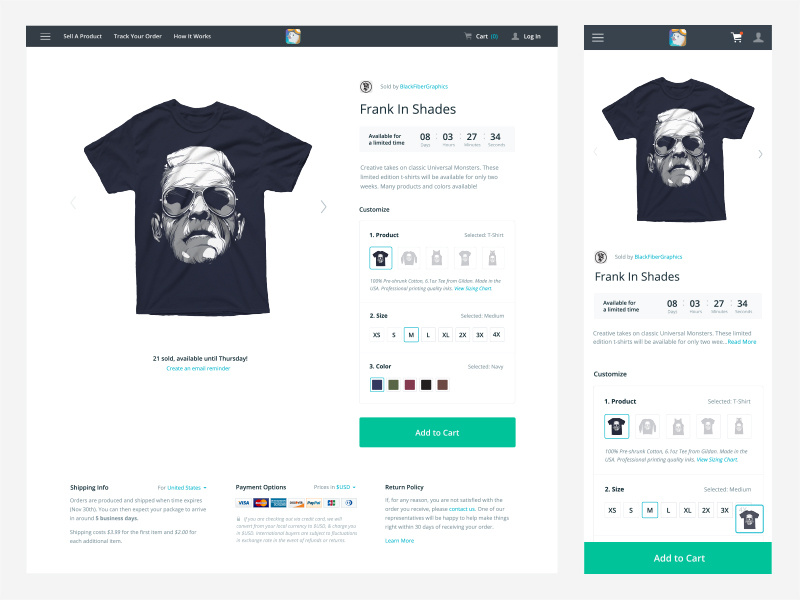 Sell A Product Track Your Order How It Works Cart (0) Log In
Sold by BlackFiberGraphics
Frank In Shades
Available for
a limited time
08 : 03 : 27 : 34
Days Hours Minutes Seconds
Creative takes on classic Universal Monsters. These
limited edition t-shirts will be available for only two
weeks. Many products and colors available!
Customize
1. Product Selected: T-Shirt
100% Pre-shrunk Cotton, 6.1oz Tee from Gildan. Made in the
USA. Professional printing quality inks. View Sizing Chart.
2. Size Selected: Medium
XS S M L XL 2X 3X 4X
3. Color Selected: Navy
Add to Cart
21 sold, available until Thursday!
Create an email reminder
Shipping Info For United States
Orders are produced and shipped when time expires
(Nov 30th). You can then expect your package to arrive
in around 5 business days.
Shipping costs $3.99 for the first item and $2.00 for
each additional item.
Payment Options Prices in $USD
VISA MasterCard DISCOVER PayPal
If you are checking out via credit card, we will
convert from your local currency to $USD, & charge you
in $USD. International buyers are subject to fluctuations
in exchange rate in the event of refunds or returns.
Return Policy
If, for any reason, you are not satisfied with the
order you receive, please contact us. One of our
representatives will be happy to help make things
right within 30 days of receiving your order.
Learn More
Sold by BlackFiberGraphics
Frank In Shades
Available for
a limited time
08 : 03 : 27 : 34
Days Hours Minutes Seconds
Creative takes on classic Universal Monsters. These
limited edition t-shirts will be available for only two wee...Read More
Customize
1. Product Selected: T-Shirt
100% Pre-shrunk Cotton, 6.1oz Tee from Gildan. Made in the
USA. Professional printing quality inks. View Sizing Chart.
2. Size Selected: Medium
XS S M L XL 2X 3X
Add to Cart